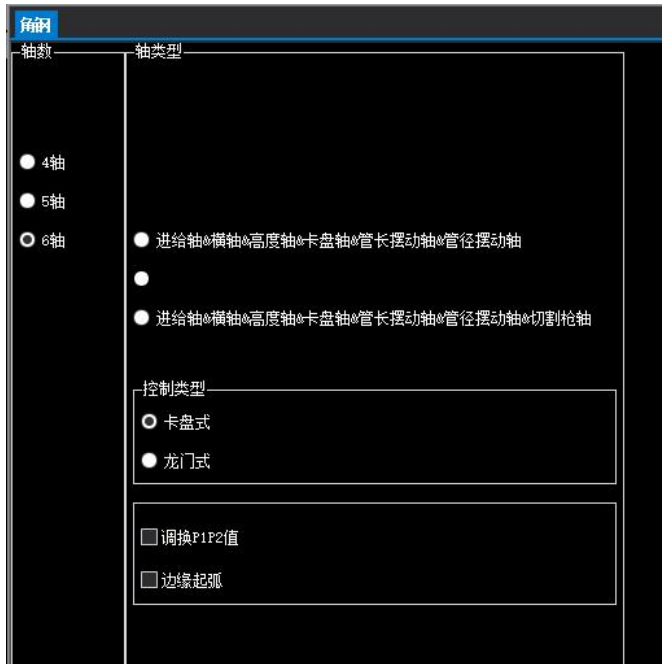 角钢
轴数
轴类型
4轴
5轴
6轴
进给轴&横轴&高度轴&卡盘轴&管长摆动轴&管径摆动轴
进给轴&横轴&高度轴&卡盘轴&管长摆动轴&管径摆动轴&切割枪轴
控制类型
卡盘式
龙门式
调换P1P2值
边缘起弧